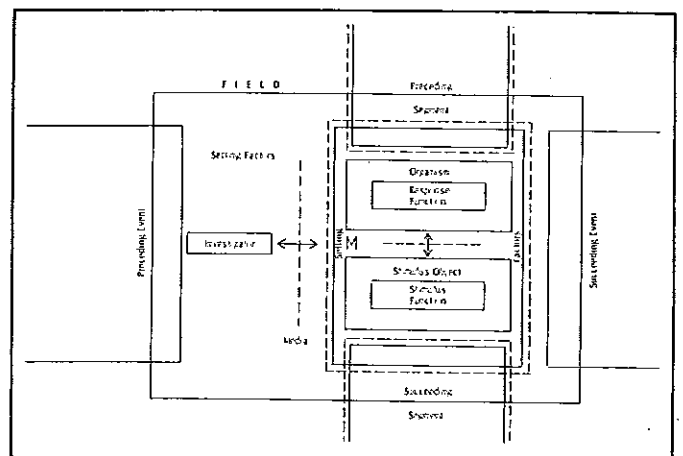 FIELD
Preceding
Segment
Setting Factors
Organism
Response
Function
Preceding Event
Investigator
Setting
M
Factors
Succeeding Event
Stimulus Object
Stimulus
Function
Media
Succeeding
Segment